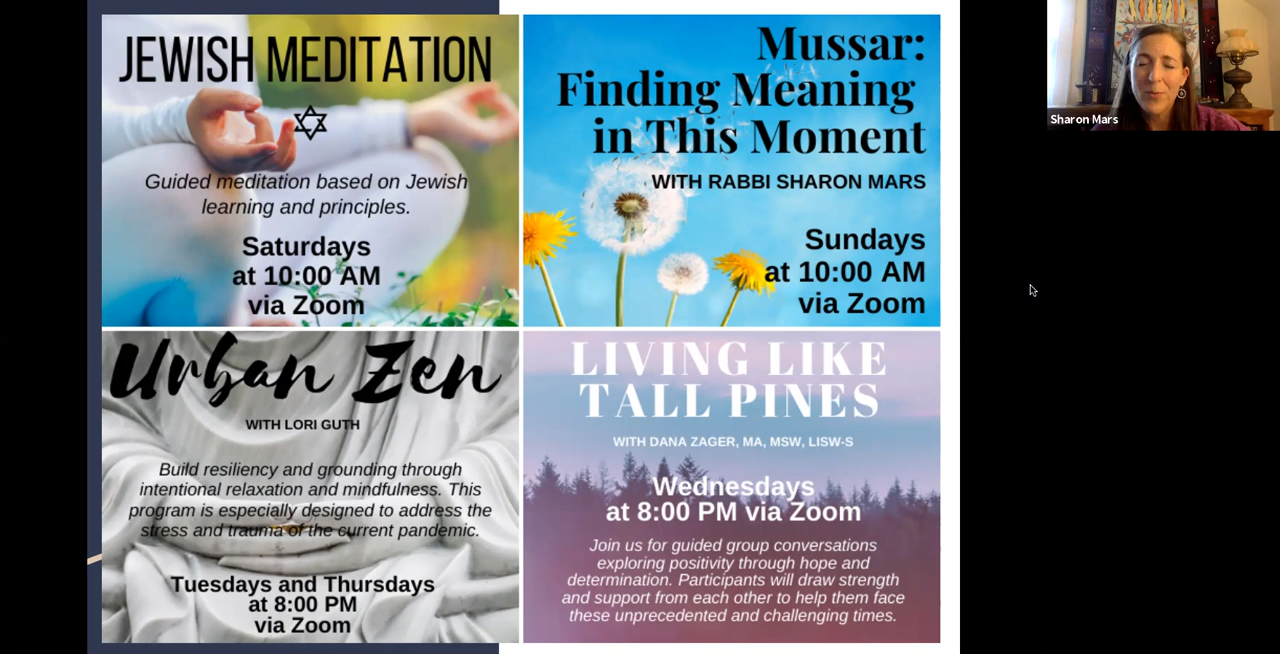 JEWISH MEDITATION
Guided meditation based on Jewish
learning and principles.
Saturdays
at 10:00 AM
via Zoom
Mussar:
Finding Meaning
in This Moment
WITH RABBI SHARON MARS
Sundays
at 10:00 AM
via Zoom
Urban Zen
WITH LORI GUTH
Build resiliency and grounding through
intentional relaxation and mindfulness. This
program is especially designed to address the
stress and trauma of the current pandemic.
Tuesdays and Thursdays
at 8:00 PM
via Zoom
LIVING LIKE
TALL PINES
WITH DANA ZAGER, MA, MSW, LISW-S
Wednesdays
at 8:00 PM via Zoom
Join us for guided group conversations
exploring positivity through hope and
determination. Participants will draw strength
and support from each other to help them face
these unprecedented and challenging times.
Sharon Mars